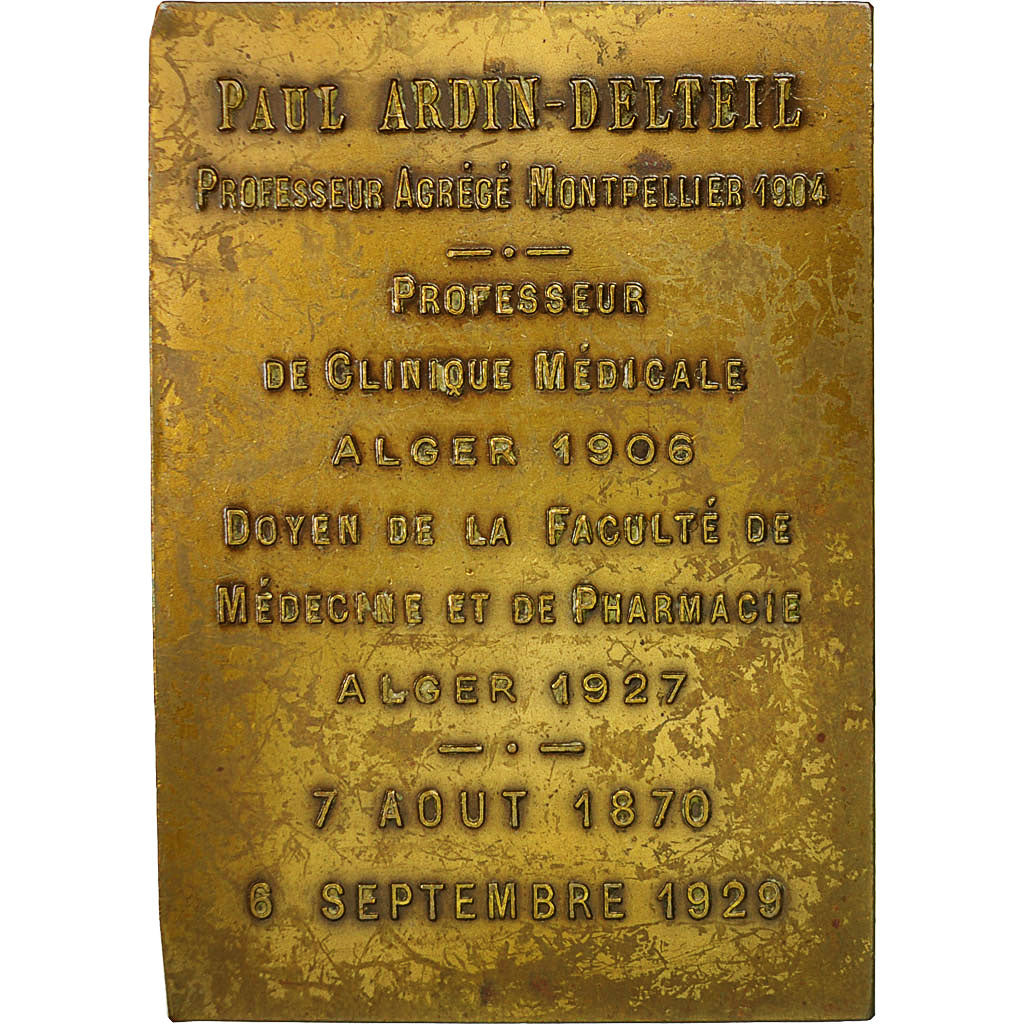 PAUL ARDIN-DELTEIL
PROFESSEUR AGRÉGÉ MONTPELLIER 1904
PROFESSEUR
DE CLINIQUE MÉDICALE
ALGER 1906
DOYEN DE LA FACULTÉ DE
MÉDECINE ET DE PHARMACIE
ALGER 1927
7 AOUT 1870
6 SEPTEMBRE 1929